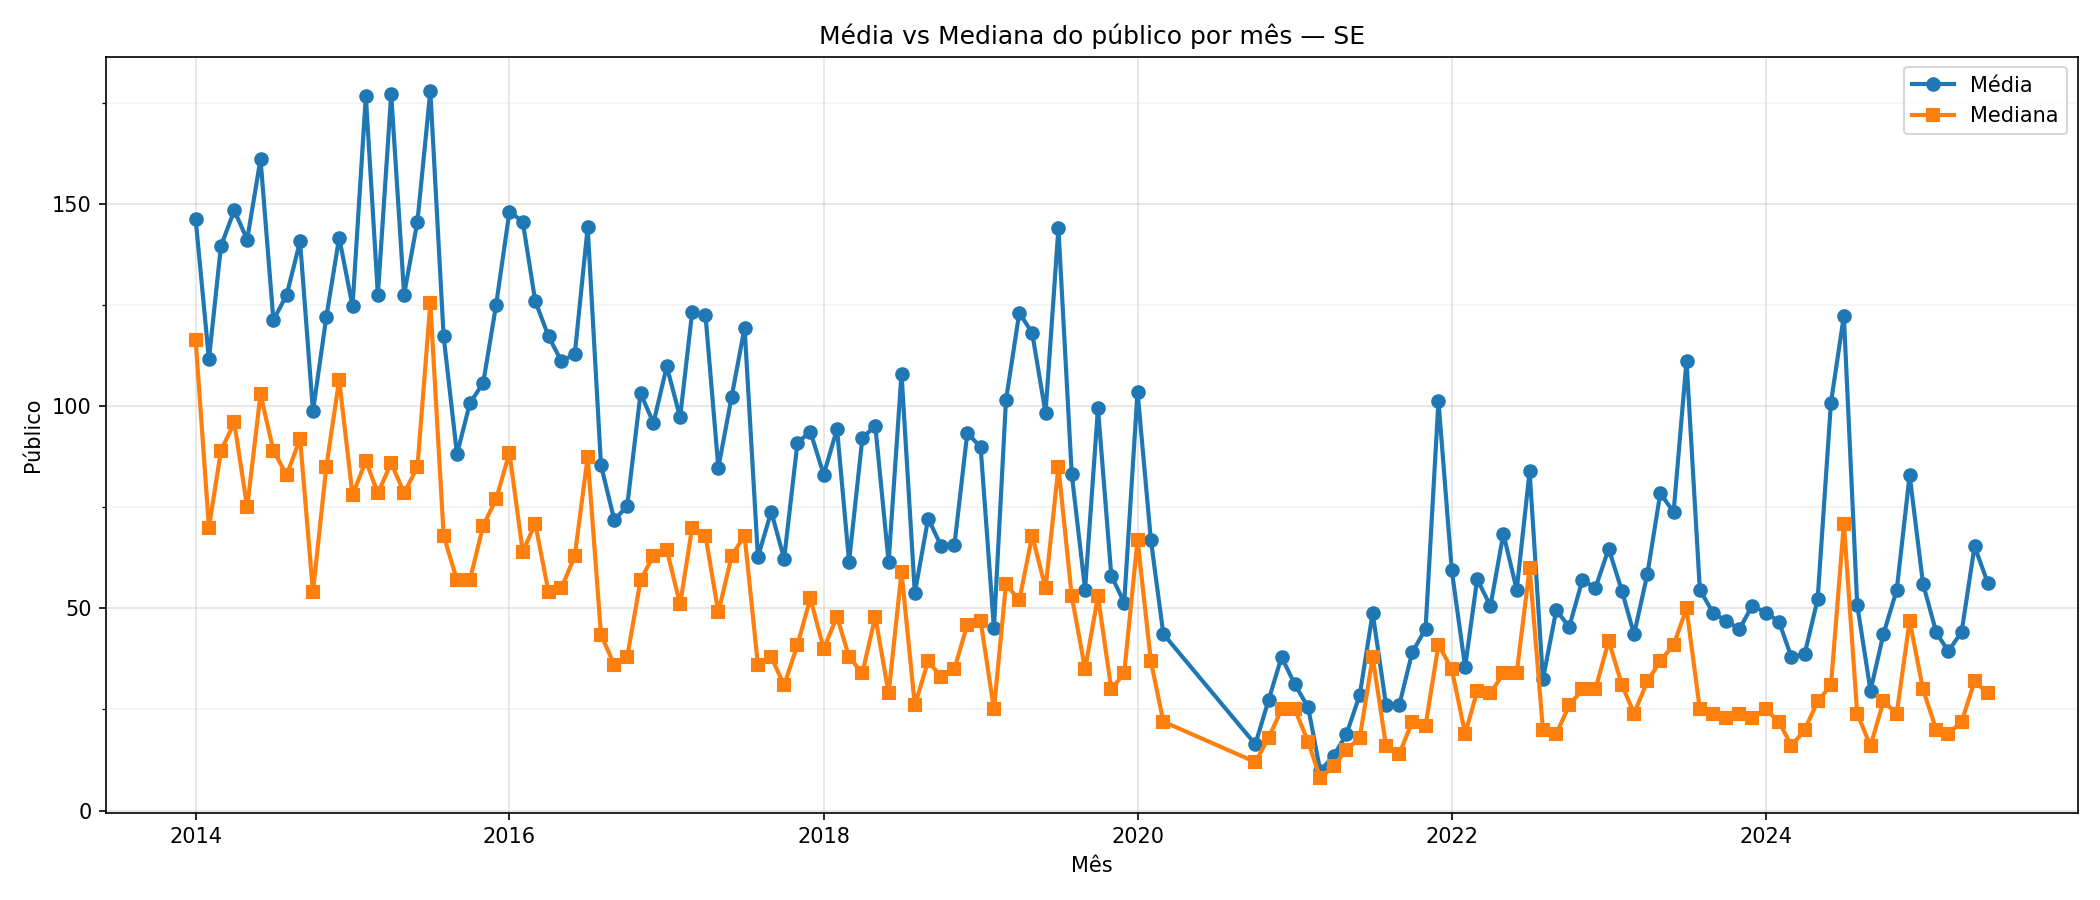 Média vs Mediana do público por mês — SE
Média
Mediana
Público
150
100
50
0
2014
2016
2018
2020
2022
2024
Mês